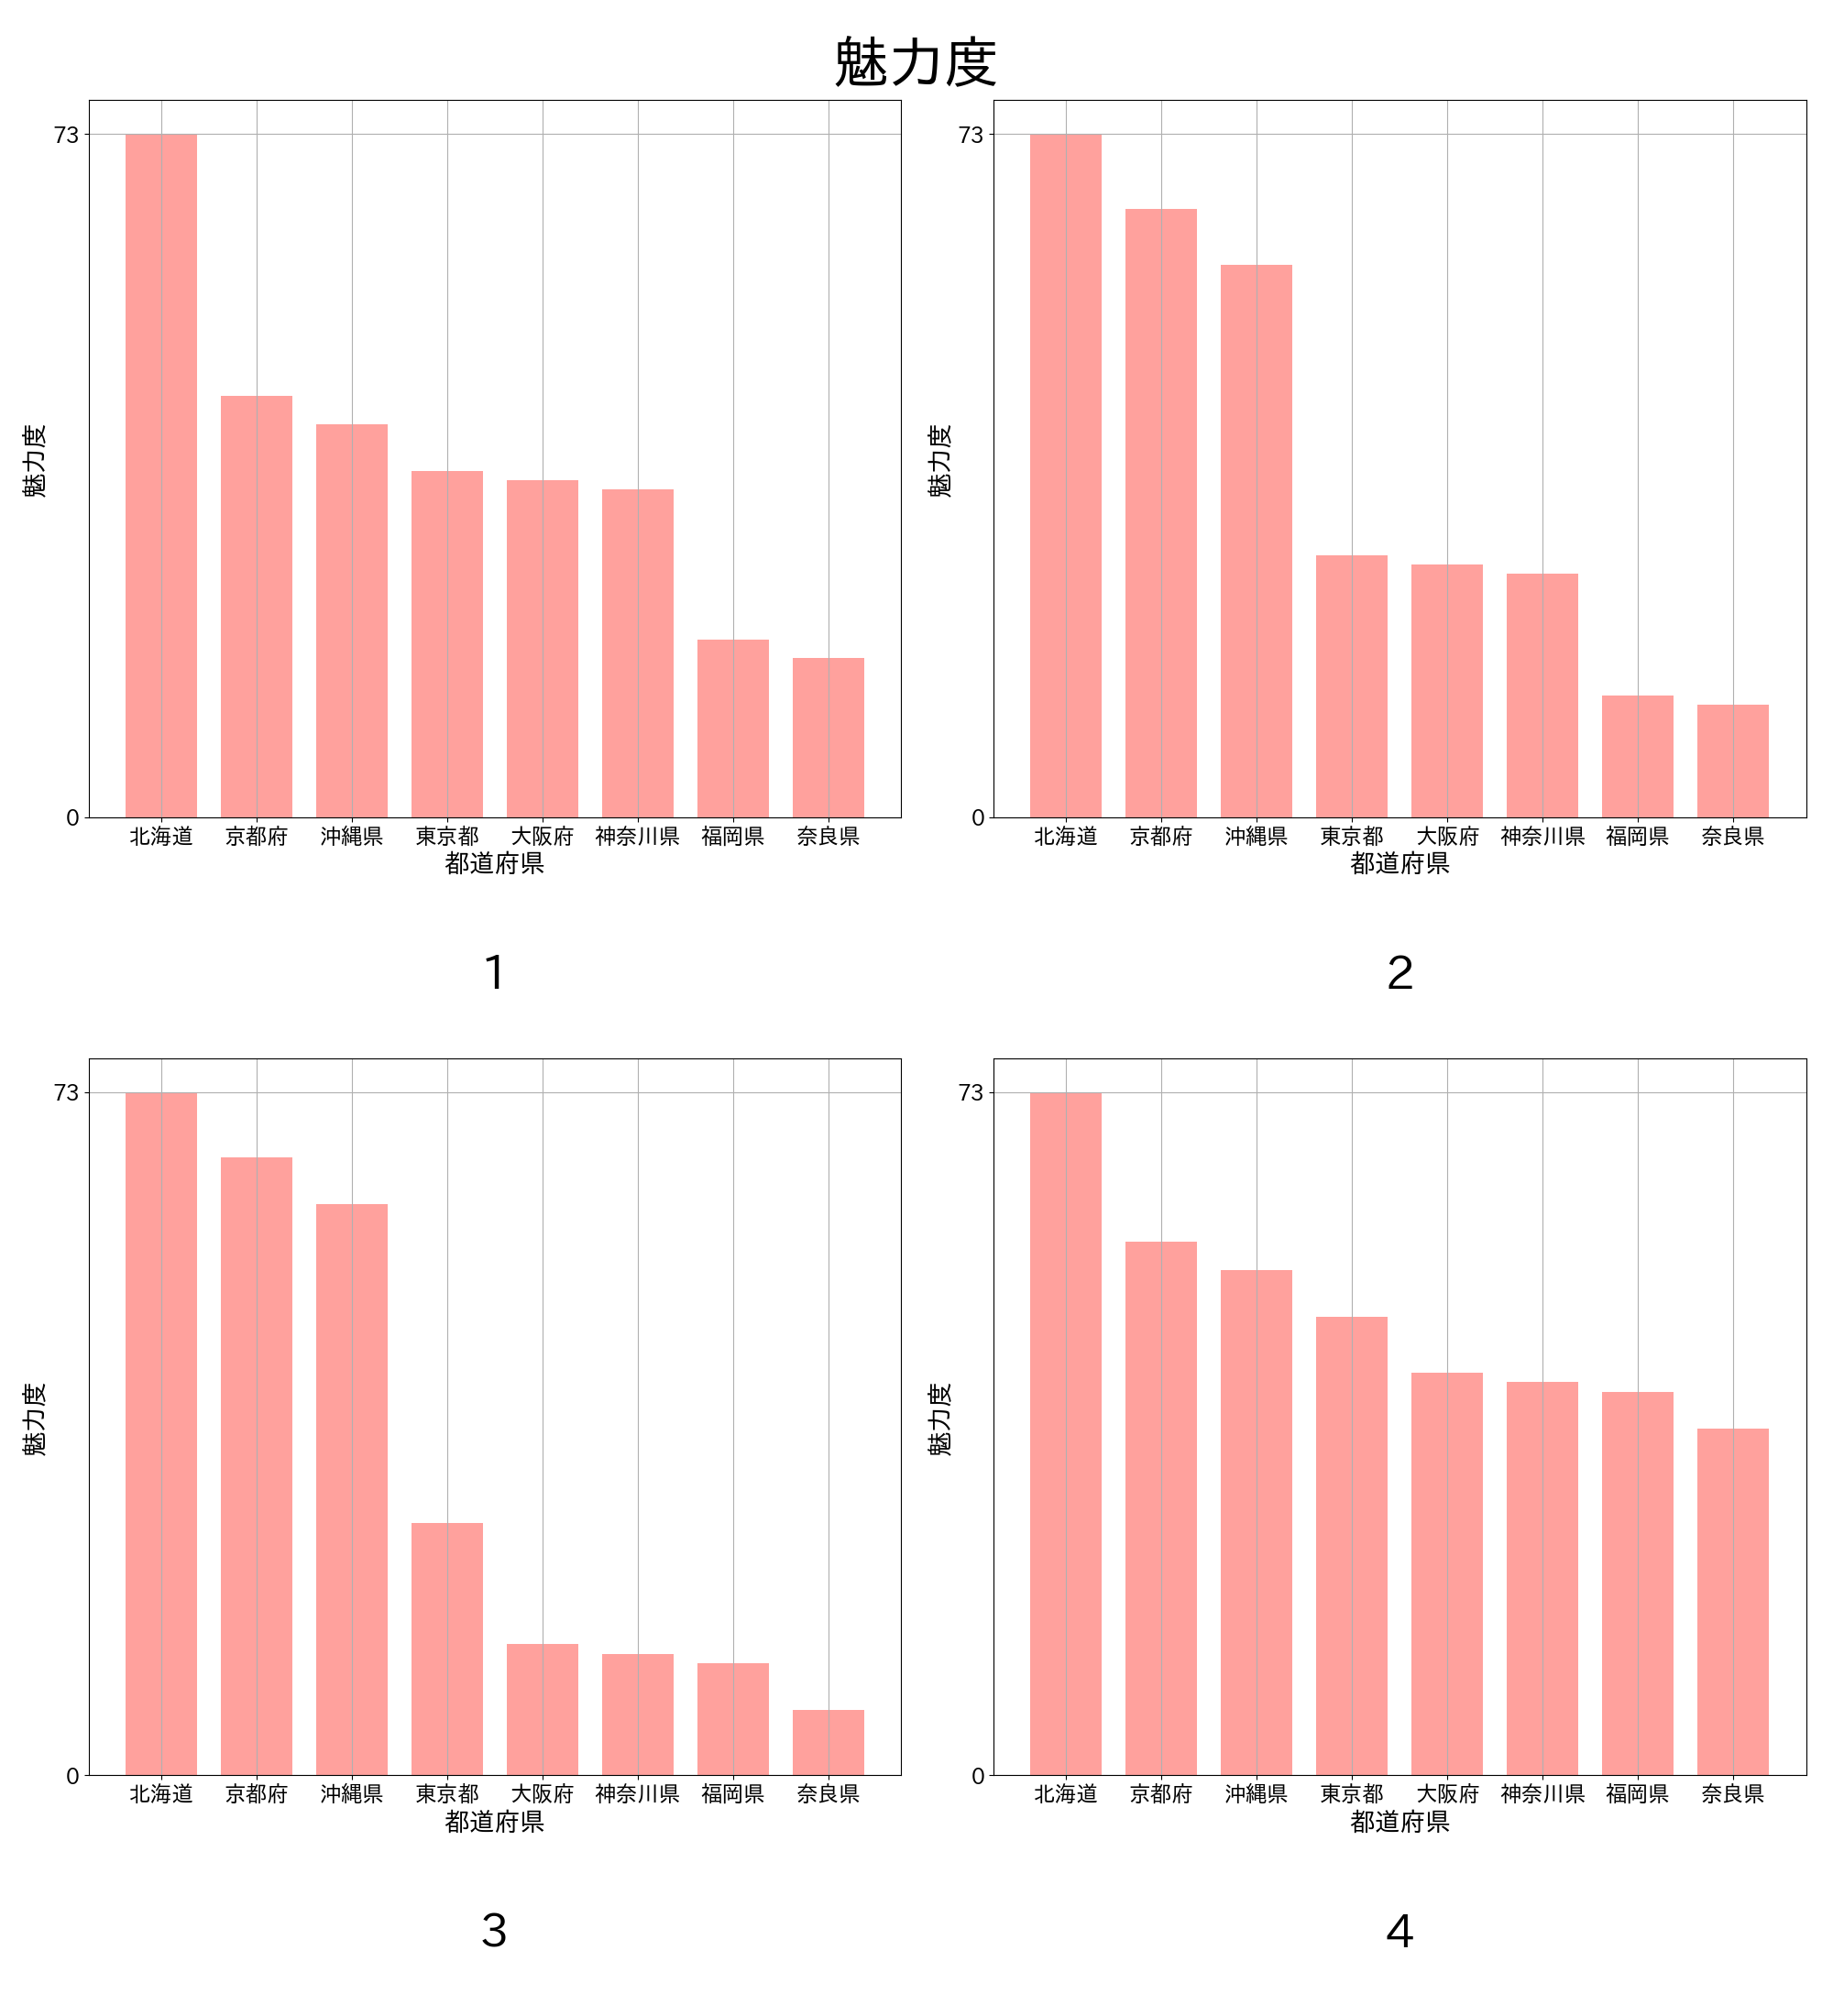 魅力度
73
0
魅力度
北海道 京都府 沖縄県 東京都 大阪府 神奈川県 福岡県 奈良県
都道府県
1
73
0
魅力度
北海道 京都府 沖縄県 東京都 大阪府 神奈川県 福岡県 奈良県
都道府県
2
73
0
魅力度
北海道 京都府 沖縄県 東京都 大阪府 神奈川県 福岡県 奈良県
都道府県
3
73
0
魅力度
北海道 京都府 沖縄県 東京都 大阪府 神奈川県 福岡県 奈良県
都道府県
4